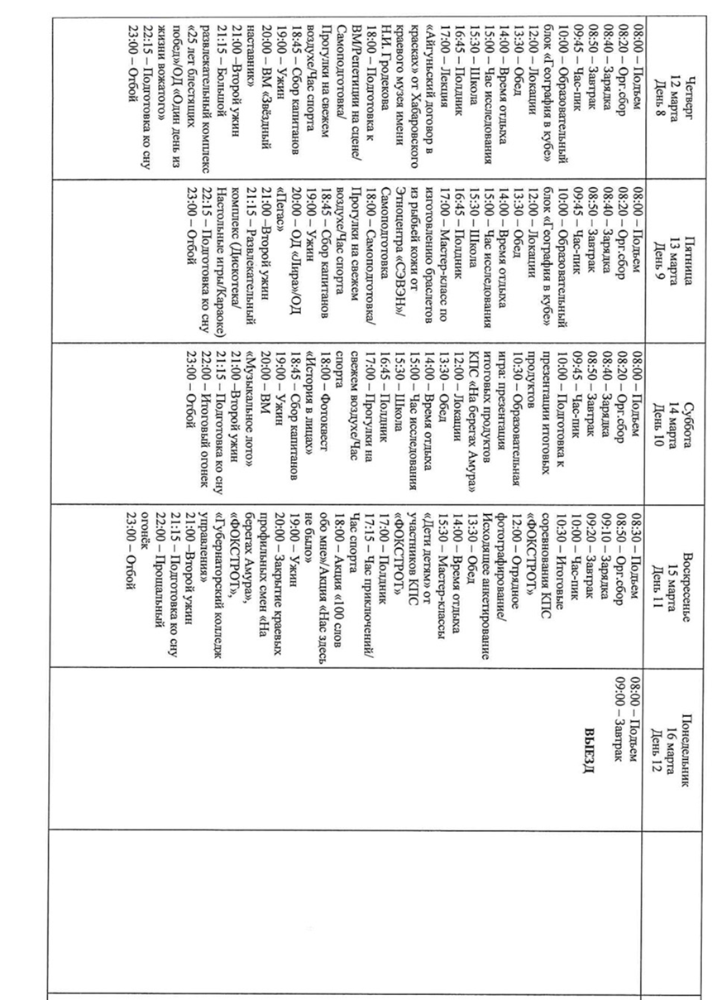 Четверг
12 марта
День 8
08:00 – Подъем
08:20 – Орг.сбор
08:40 – Зарядка
08:50 – Завтрак
09:45 – Час-пик
10:00 – Образовательный
блок «География в кубе»
12:00 – Локации
13:30 – Обед
14:00 – Время отдыха
15:00 – Час исследования
15:30 – Школа
16:45 – Полдник
17:00 – Лекция
«Айгуньский договор в
красках» от Хабаровского
краевого музея имени
Н.И. Гродекова
18:00 – Подготовка к
ВМ/Репетиции на сцене/
Самоподготовка/
Прогулки на свежем
воздухе/Час спорта
18:45 – Сбор капитанов
19:00 – Ужин
20:00 – ВМ «Звёздный
наставник»
21:00 –Второй ужин
21:15 – Большой
развлекательный комплекс
«25 лет блестящих
побед»/ОД «Один день из
жизни вожатого»
22:15 – Подготовка ко сну
23:00 – Отбой
Пятница
13 марта
День 9
08:00 – Подъем
08:20 – Орг.сбор
08:40 – Зарядка
08:50 – Завтрак
09:45 – Час-пик
10:00 – Образовательный
блок «География в кубе»
12:00 – Локации
13:30 – Обед
14:00 – Время отдыха
15:00 – Час исследования
15:30 – Школа
16:45 – Полдник
17:00 – Мастер-класс по
изготовлению браслетов
из рыбьей кожи от
Этноцентра «СЭВЭН»/
Самоподготовка
18:00 – Самоподготовка/
Прогулки на свежем
воздухе/Час спорта
18:45 – Сбор капитанов
19:00 – Ужин
20:00 – ОД «Лира»/ОД
«Пегас»
21:00 –Второй ужин
21:15 – Развлекательный
комплекс (Дискотека/
Настольные игры/Караоке)
22:15 – Подготовка ко сну
23:00 – Отбой
Суббота
14 марта
День 10
08:00 – Подъем
08:20 – Орг.сбор
08:40 – Зарядка
08:50 – Завтрак
09:45 – Час-пик
10:00 – Подготовка к
презентации итоговых
продуктов
10:30 – Образовательная
игра: презентация
итоговых продуктов
КПС «На берегах Амура»
12:00 – Локации
13:30 – Обед
14:00 – Время отдыха
15:00 – Час исследования
15:30 – Школа
16:45 – Полдник
17:00 – Прогулки на
свежем воздухе/Час
спорта
18:00 – Фотоквест
«История в лицах»
18:45 – Сбор капитанов
19:00 – Ужин
20:00 – ВМ
«Музыкальное лото»
21:00 –Второй ужин
21:15 – Подготовка ко сну
22:00 – Итоговый огонек
23:00 – Отбой
Воскресенье
15 марта
День 11
08:30 – Подъем
08:50 – Орг.сбор
09:10 – Зарядка
09:20 – Завтрак
10:00 – Час-пик
10:30 – Итоговые
соревнования КПС
«ФОКСТРОТ»
12:00 – Отрядное
фотографирование/
Исходящее анкетирование
13:30 – Обед
14:00 – Время отдыха
15:30 – Мастер-классы
«Дети детям» от
участников КПС
«ФОКСТРОТ»
17:00 – Полдник
17:15 – Час приключений/
Час спорта
18:00 – Акция «100 слов
обо мне»/Акция «Нас здесь
не было»
19:00 – Ужин
20:00 – Закрытие краевых
профильных смен «На
берегах Амура»,
«ФОКСТРОТ»,
«Губернаторский колледж
управления»
21:00 –Второй ужин
21:15 – Подготовка ко сну
22:00 – Прощальный
огонёк
23:00 – Отбой
Понедельник
16 марта
День 12
08:00 – Подъем
09:00 – Завтрак
ВЫЕЗД